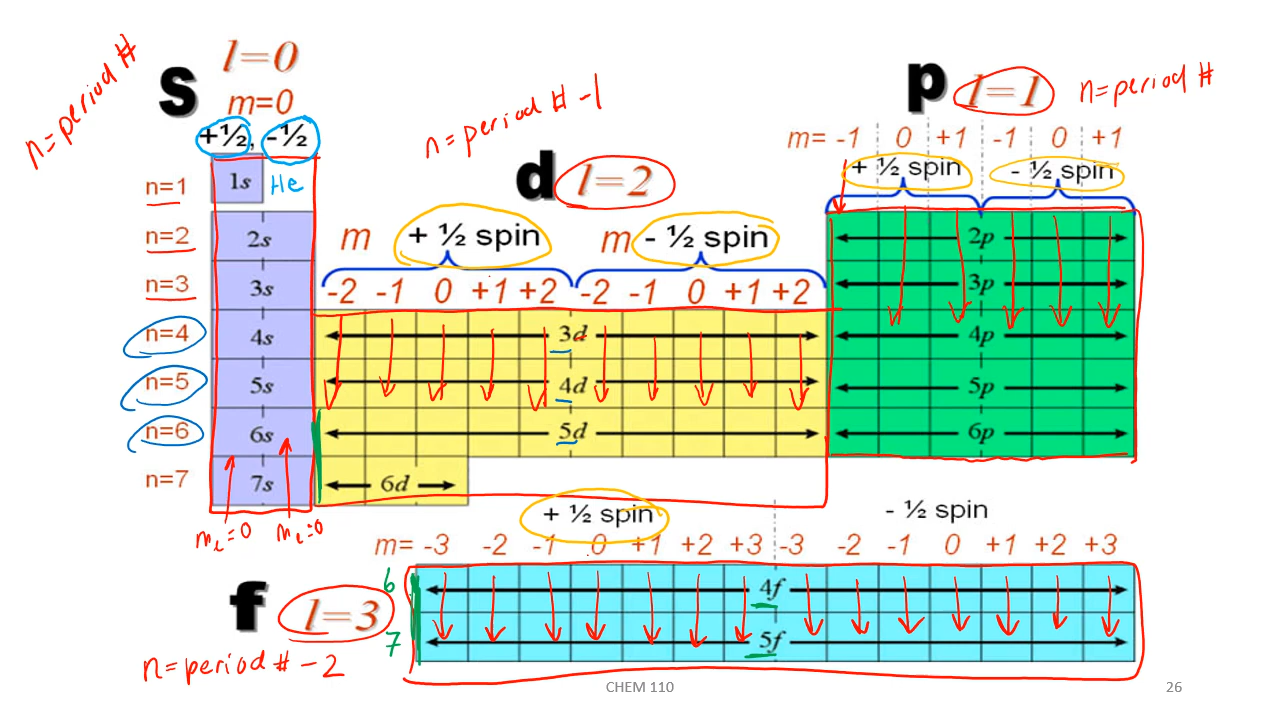 n=period #
s
l=0
m=0
+½, -½
n=period # -1
p
l=1
n=period #
m= -1 0 +1 -1 0 +1
+ ½ spin - ½ spin
n=1 1s He
d l=2
n=2 2s
m + ½ spin m - ½ spin
2p
n=3 3s
-2 -1 0 +1 +2 -2 -1 0 +1 +2
3p
n=4 4s 3d 4p
n=5 5s 4d 5p
n=6 6s 5d 6p
n=7 7s 6d
mℓ=0 mℓ=0
+ ½ spin - ½ spin
m= -3 -2 -1 0 +1 +2 +3 -3 -2 -1 0 +1 +2 +3
6 4f
f l=3
7 5f
n=period # -2
CHEM 110 26